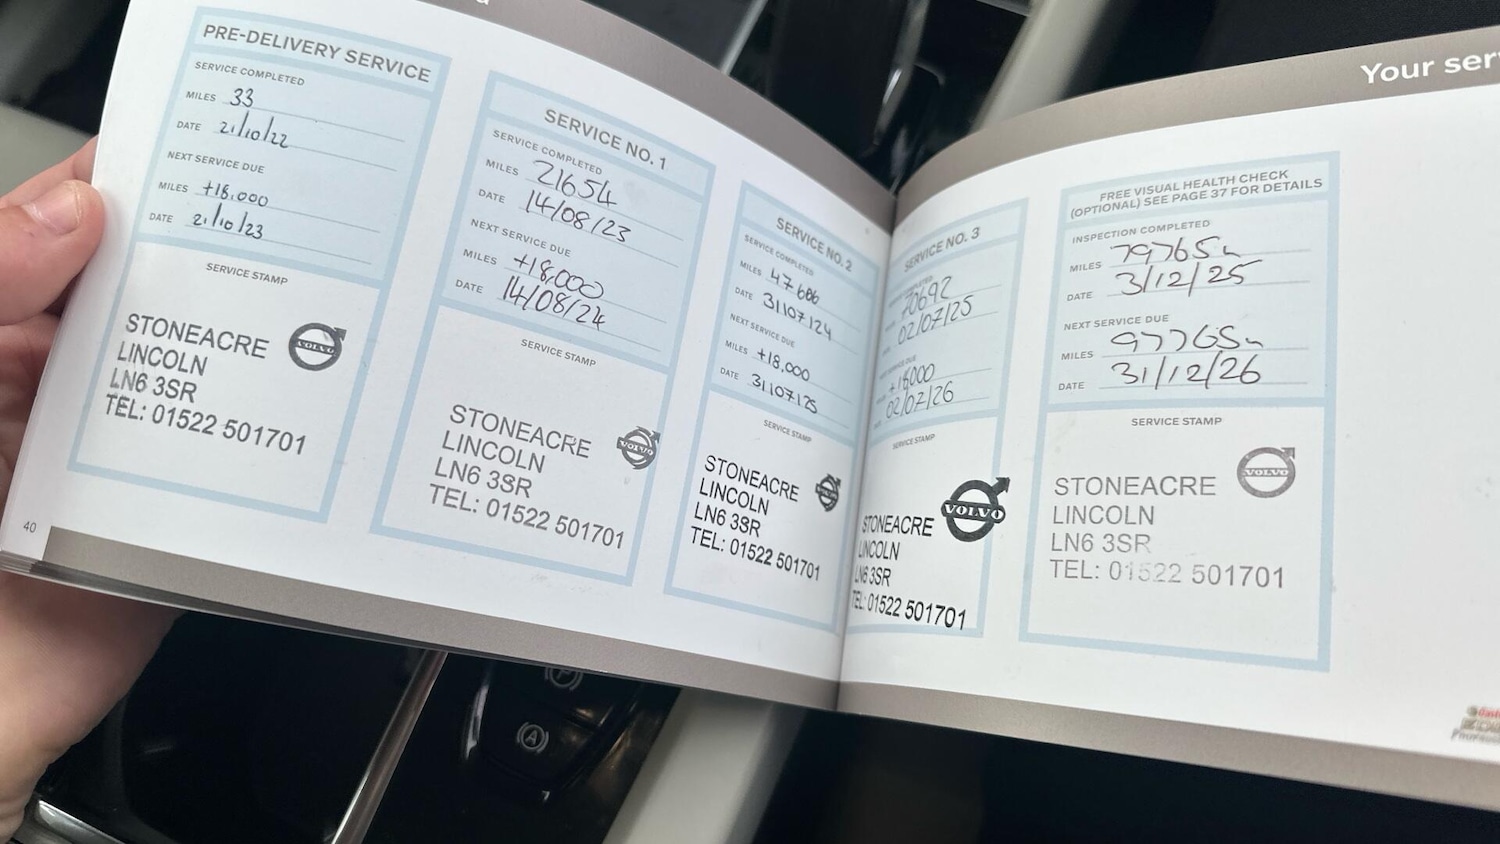 PRE-DELIVERY SERVICE
SERVICE COMPLETED
MILES 33
DATE 21/10/22
NEXT SERVICE DUE
MILES +18,000
DATE 21/10/23
SERVICE STAMP
STONEACRE
LINCOLN
LN6 3SR
TEL: 01522 501701
VOLVO
40
SERVICE NO. 1
SERVICE COMPLETED
MILES 21654
DATE 14/08/23
NEXT SERVICE DUE
MILES +18,000
DATE 14/08/24
SERVICE STAMP
STONEACRE
LINCOLN
LN6 3SR
TEL: 01522 501701
VOLVO
SERVICE NO. 2
SERVICE COMPLETED
MILES 47686
DATE 31/07/24
NEXT SERVICE DUE
MILES +18,000
DATE 31/07/25
SERVICE STAMP
STONEACRE
LINCOLN
LN6 3SR
TEL: 01522 501701
VOLVO
Your ser
SERVICE NO. 3
70692
02/07/25
+18000
02/07/26
SERVICE STAMP
STONEACRE
LINCOLN
LN6 3SR
TEL: 01522 501701
VOLVO
FREE VISUAL HEALTH CHECK
(OPTIONAL) SEE PAGE 37 FOR DETAILS
INSPECTION COMPLETED
MILES 79765
DATE 3/12/25
NEXT SERVICE DUE
MILES 97765
DATE 31/12/26
SERVICE STAMP
STONEACRE
LINCOLN
LN6 3SR
TEL: 01522 501701
VOLVO
P
A